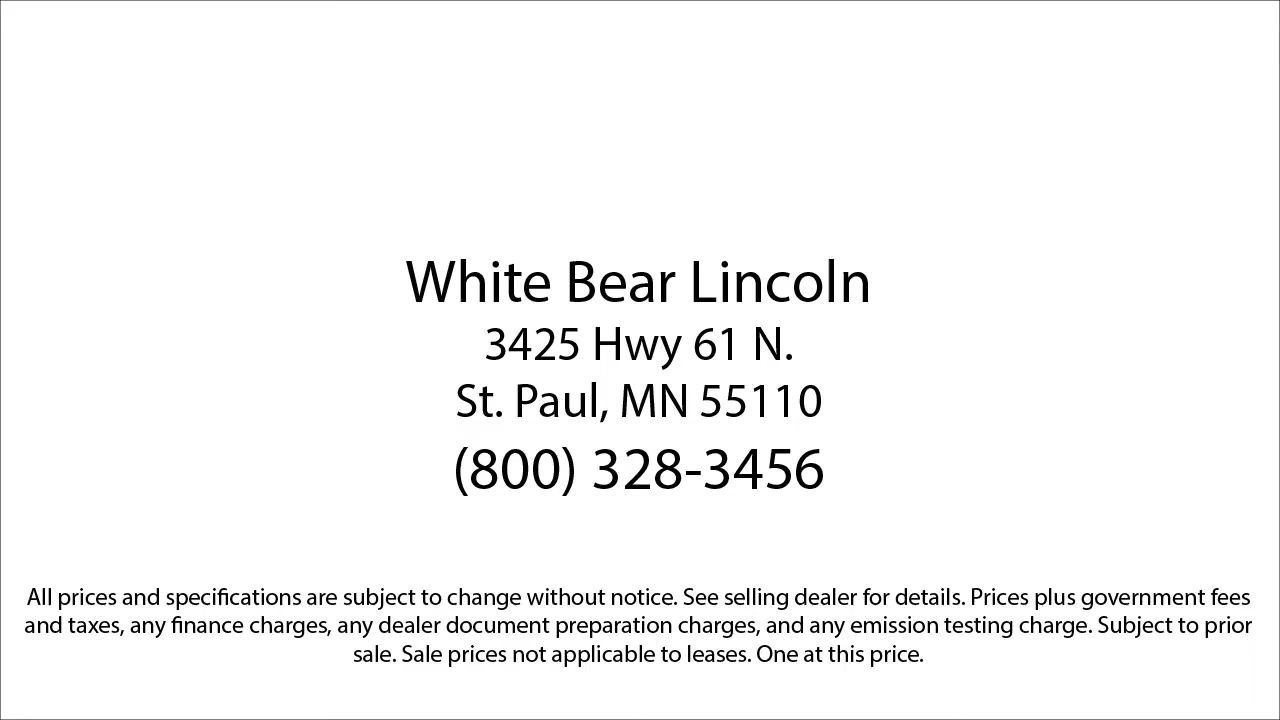 White Bear Lincoln
3425 Hwy 61 N.
St. Paul, MN 55110
(800) 328-3456
All prices and specifications are subject to change without notice. See selling dealer for details. Prices plus government fees
and taxes, any finance charges, any dealer document preparation charges, and any emission testing charge. Subject to prior
sale. Sale prices not applicable to leases. One at this price.